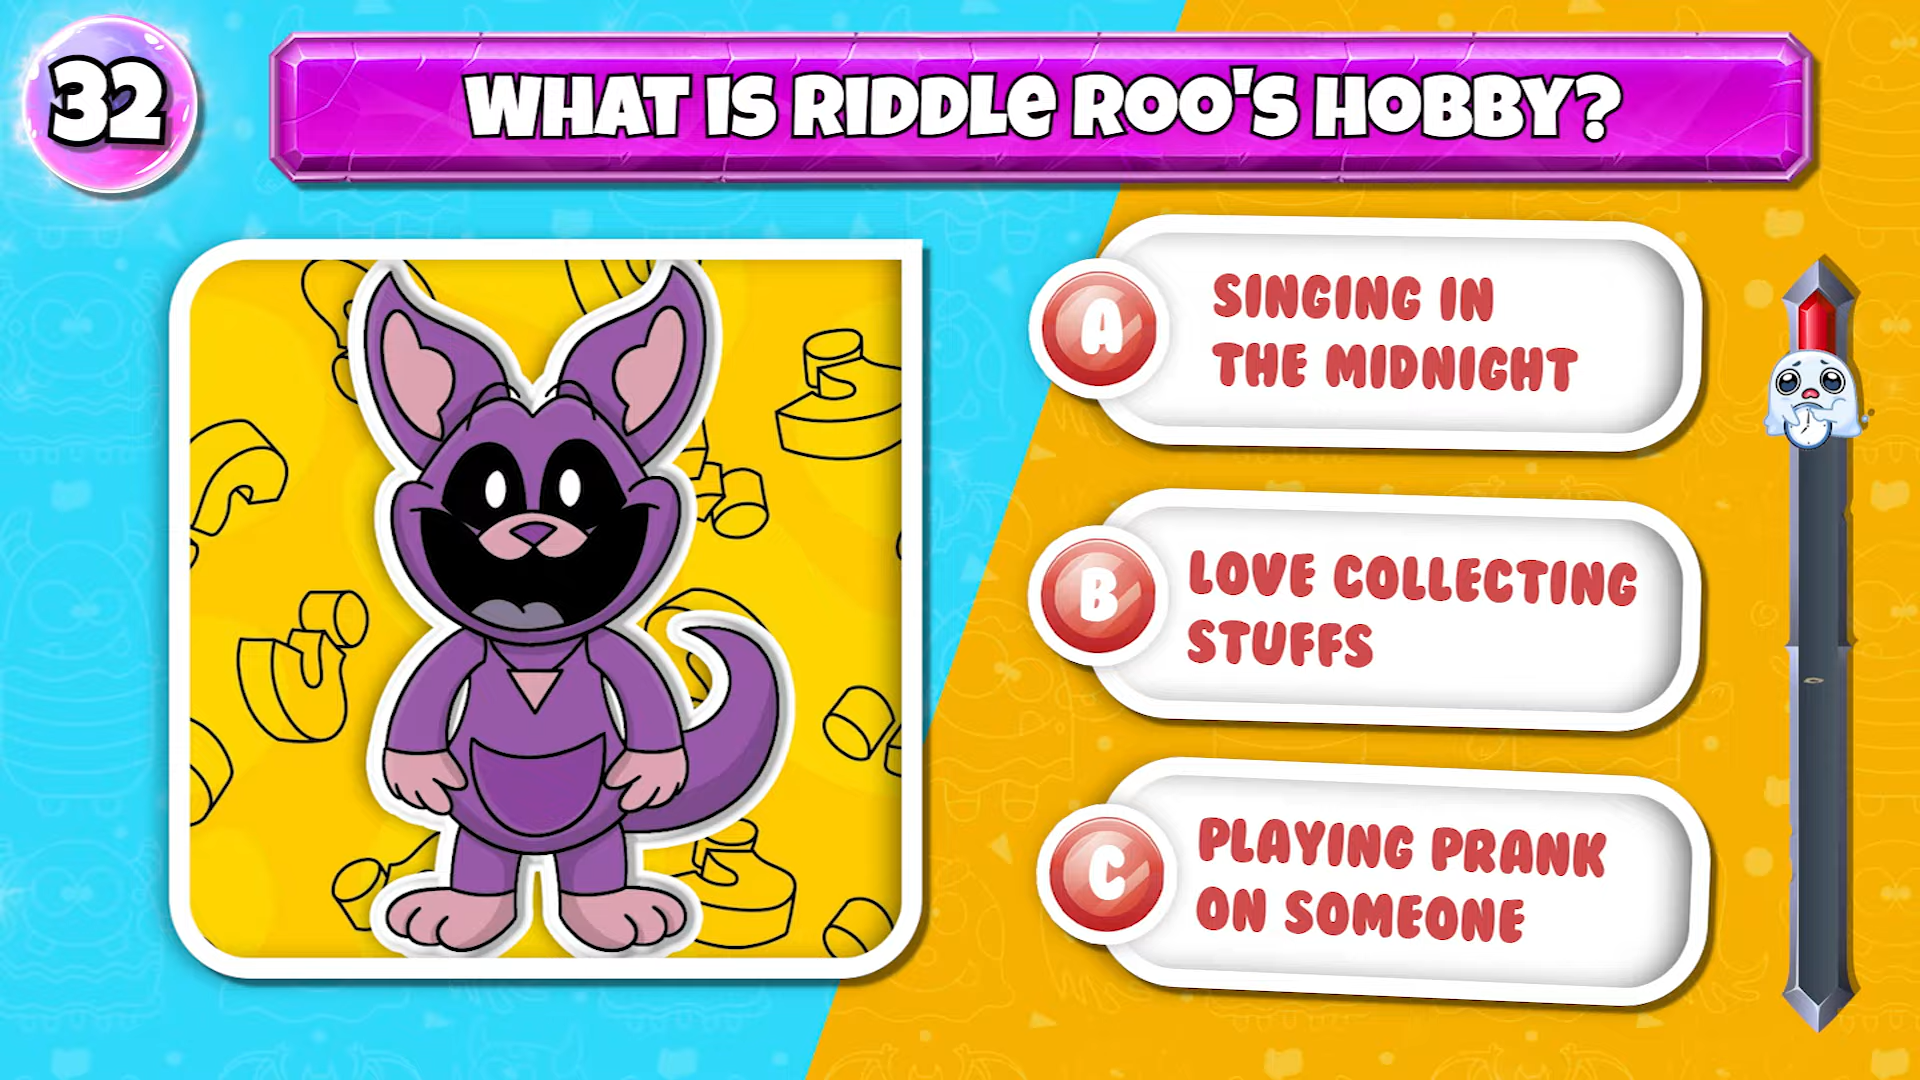 32
WHAT IS RIDDLe ROO'S HOBBY?
A
SINGING IN
THE MIDNIGHT
B
LOVE COLLECTING
STUFFS
C
PLAYING PRANK
ON SOMEONE